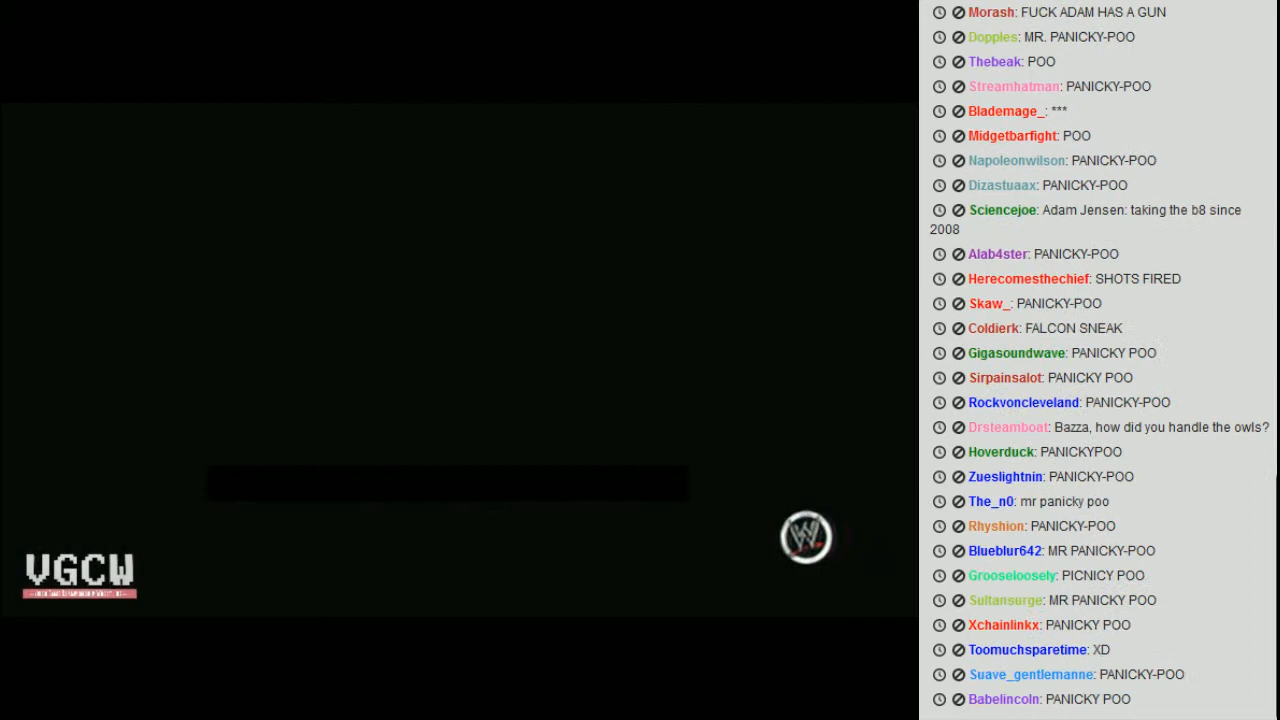 VGCW
W
Morash: FUCK ADAM HAS A GUN
Dopples: MR. PANICKY-POO
Thebeak: POO
Streamhatman: PANICKY-POO
Blademage_: ***
Midgetbarfight: POO
Napoleonwilson: PANICKY-POO
Dizastuaax: PANICKY-POO
Sciencejoe: Adam Jensen: taking the b8 since
2008
Alab4ster: PANICKY-POO
Herecomesthechief: SHOTS FIRED
Skaw_: PANICKY-POO
Coldierk: FALCON SNEAK
Gigasoundwave: PANICKY POO
Sirpainsalot: PANICKY POO
Rockvoncleveland: PANICKY-POO
Drsteamboat: Bazza, how did you handle the owls?
Hoverduck: PANICKYPOO
Zueslightnin: PANICKY-POO
The_n0: mr panicky poo
Rhyshion: PANICKY-POO
Blueblur642: MR PANICKY-POO
Grooseloosely: PICNICY POO
Sultansurge: MR PANICKY POO
Xchainlinkx: PANICKY POO
Toomuchsparetime: XD
Suave_gentlemanne: PANICKY-POO
Babelincoln: PANICKY POO